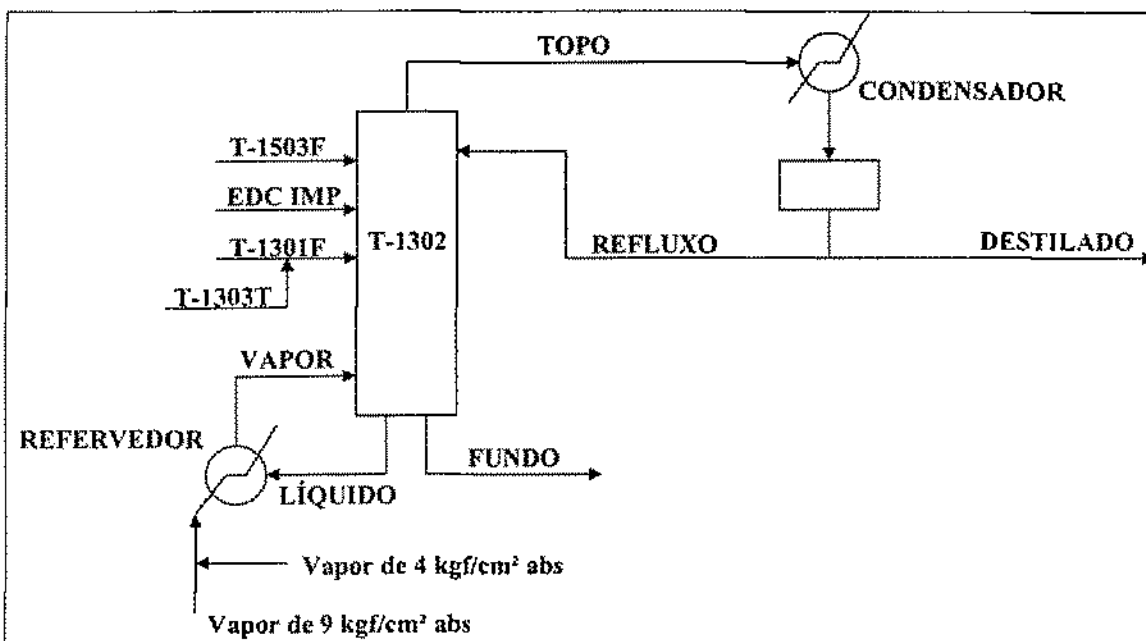 TOPO
CONDENSADOR
T-1503F
EDC IMP
T-1302
T-1301F
REFLUXO
DESTILADO
T-1303T
VAPOR
REFERVEDOR
FUNDO
LÍQUIDO
Vapor de 4 kgf/cm² abs
Vapor de 9 kgf/cm² abs